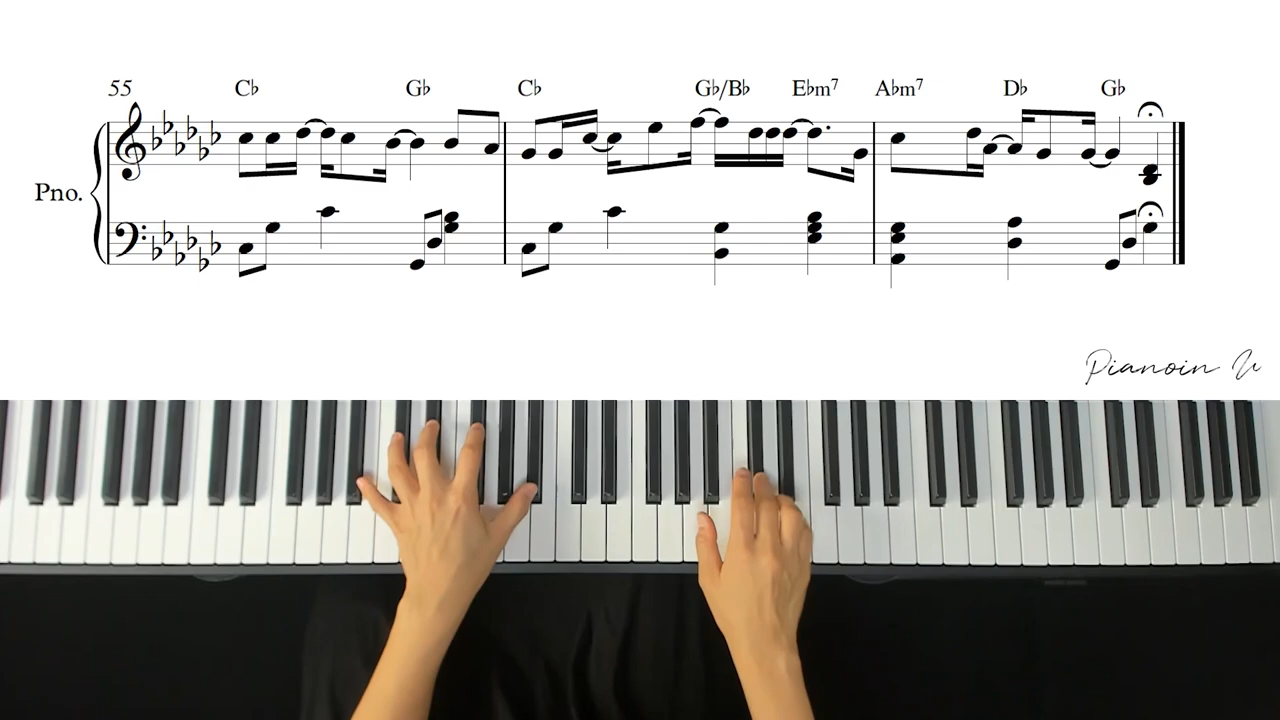 55 C♭ G♭ C♭ G♭/B♭ E♭m7 A♭m7 D♭ G♭
Pno.
Pianoin U